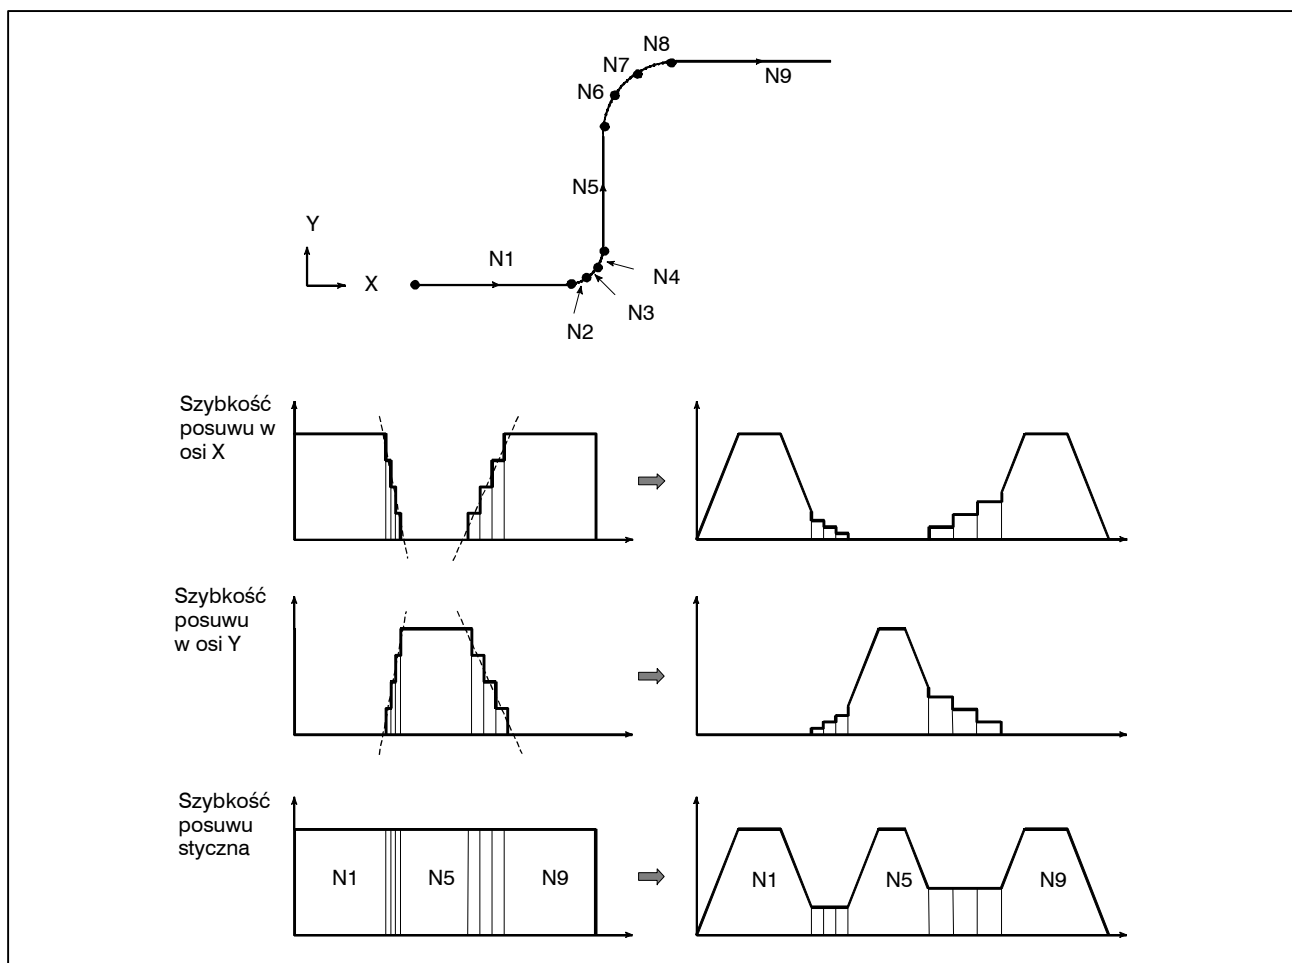 N8
N7
N9
N6
N5
Y
N1
X
N4
N3
N2
Szybkość
posuwu w
osi X
Szybkość
posuwu
w osi Y
Szybkość
posuwu
styczna
N1 N5 N9
N1 N5 N9